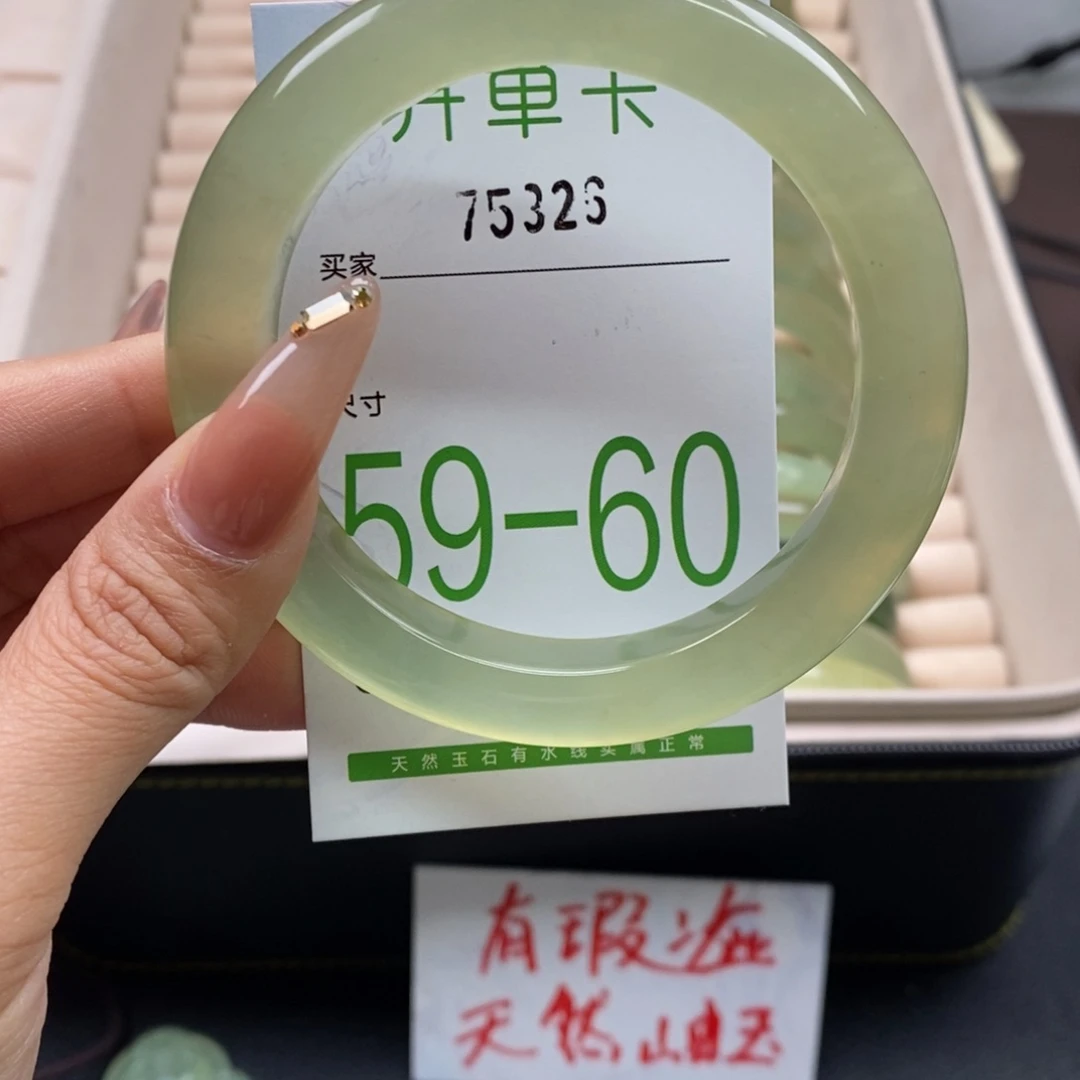 开单卡
75326
买家
尺寸
59-60
天然玉石有水线实属正常
有瑕疵
天然岫玉